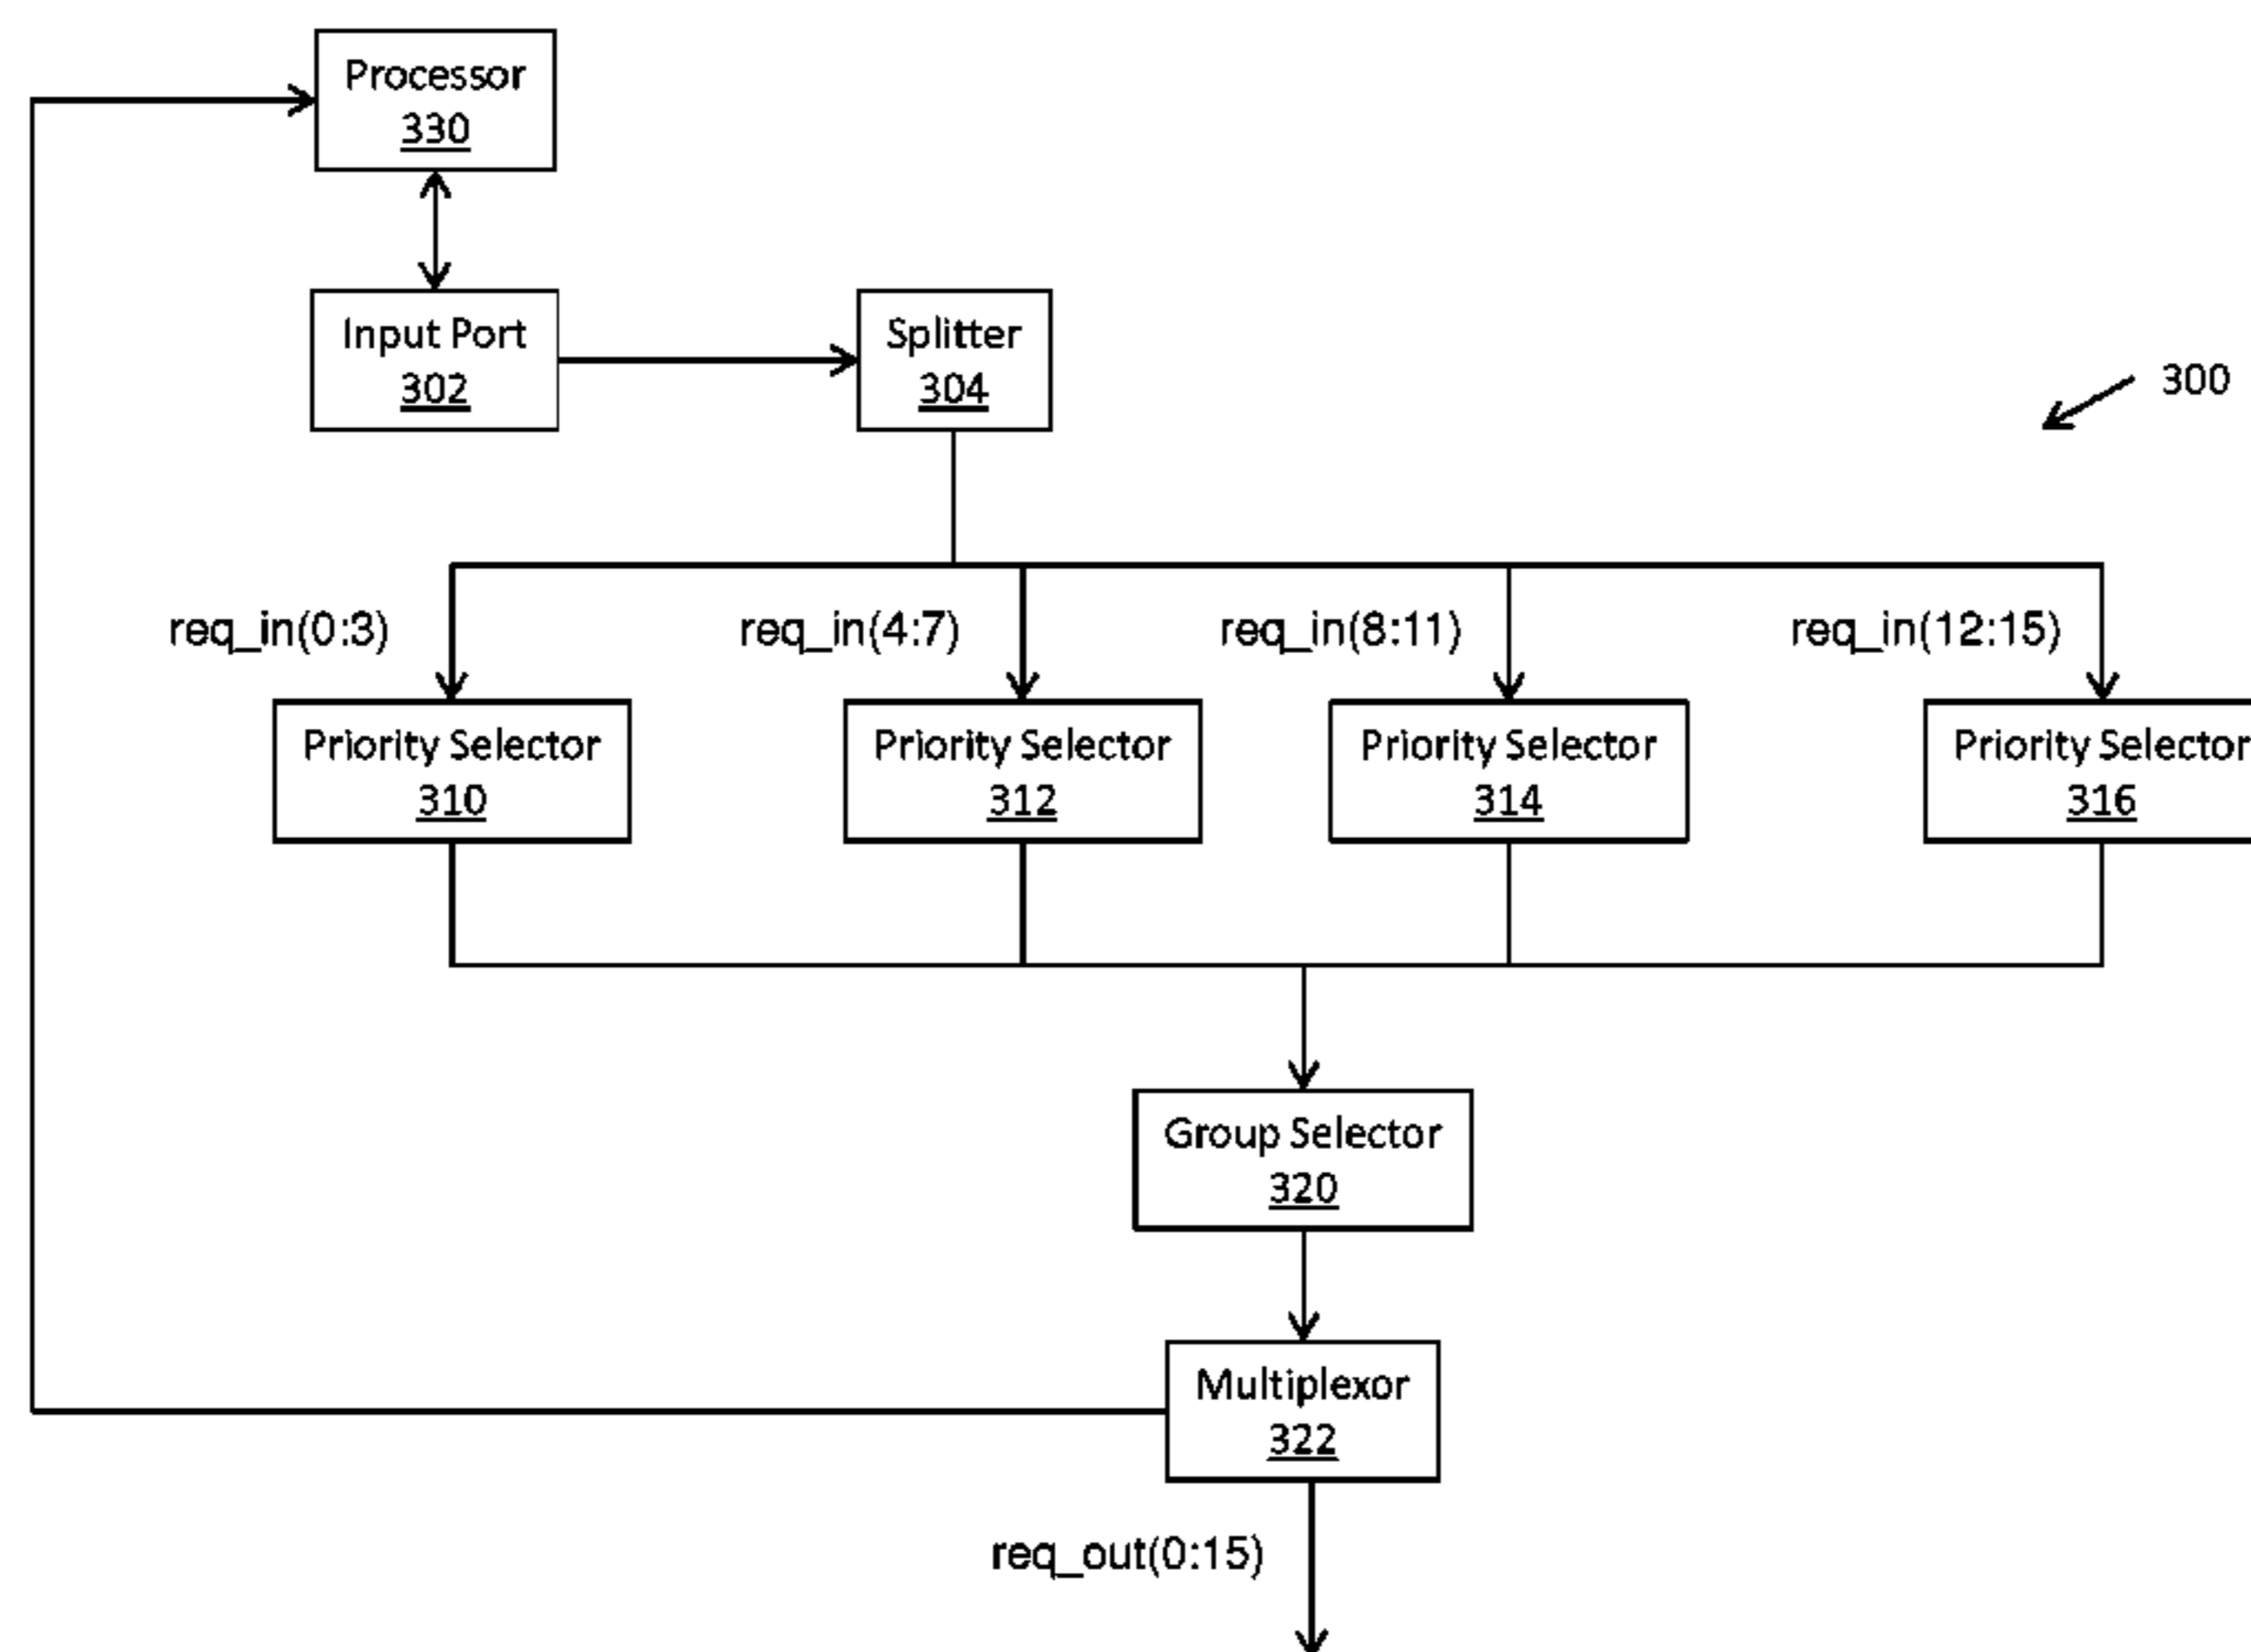 Processor
330
Input Port
302
Splitter
304
300
req_in(0:3)
req_in(4:7)
req_in(8:11)
req_in(12:15)
Priority Selector
310
Priority Selector
312
Priority Selector
314
Priority Selector
316
Group Selector
320
Multiplexor
322
req_out(0:15)